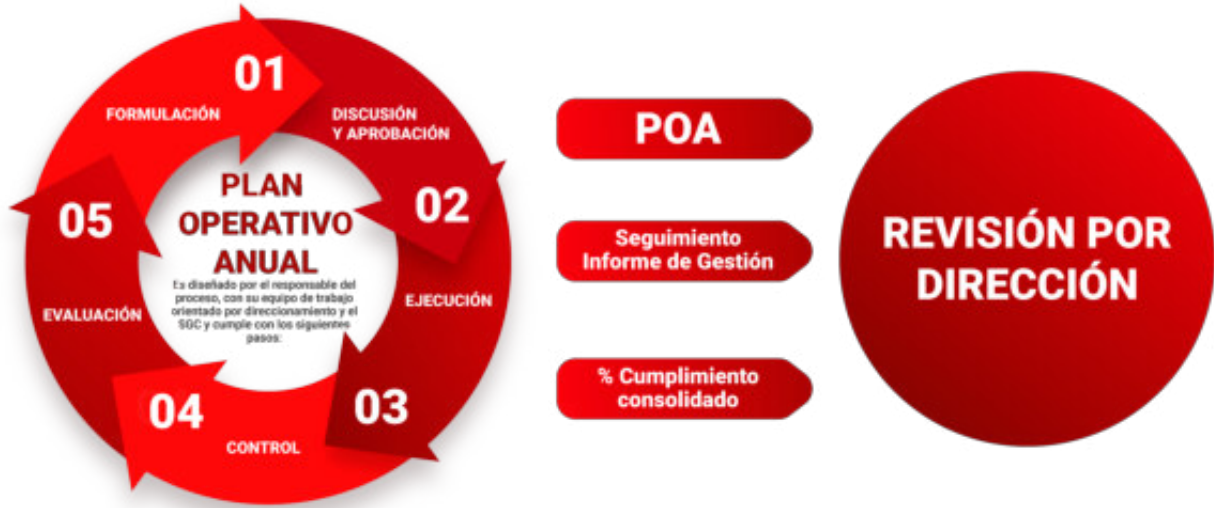 01
FORMULACIÓN
DISCUSIÓN
Y APROBACIÓN
02
EJECUCIÓN
03
CONTROL
04
EVALUACIÓN
05
PLAN
OPERATIVO
ANUAL
Es diseñado por el responsable del
proceso, con su equipo de trabajo
orientado por direccionamiento y el
SGC y cumple con los siguientes
pasos:
POA
Seguimiento
Informe de Gestión
% Cumplimiento
consolidado
REVISIÓN POR
DIRECCIÓN